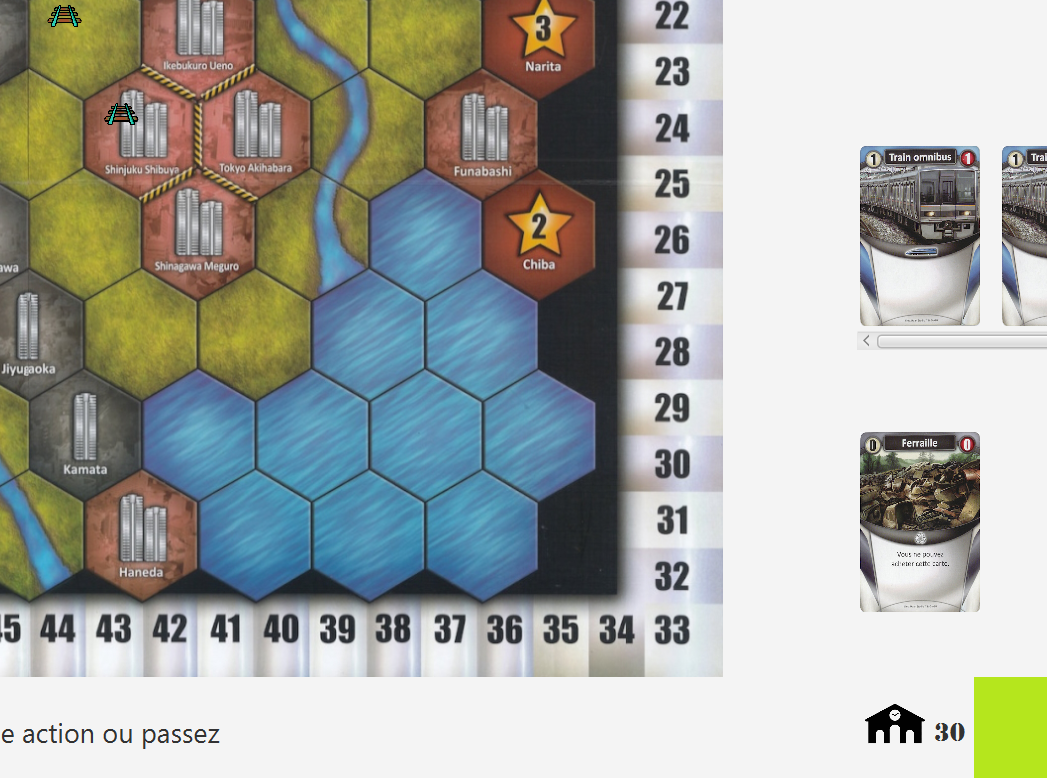 22
3
Ikebukuro Ueno
Narita
23
24
Shinjuku Shibuya
Tokyo Akihabara
Funabashi
25
1 Train omnibus 1
1
2
26
awa
Shinagawa Meguro
Chiba
27
28
Jiyugaoka
29
30
Kamata
0 Ferraille 0
31
Vous ne pouvez
acheter cette carte.
Haneda
32
45 44 43 42 41 40 39 38 37 36 35 34 33
e action ou passez
30